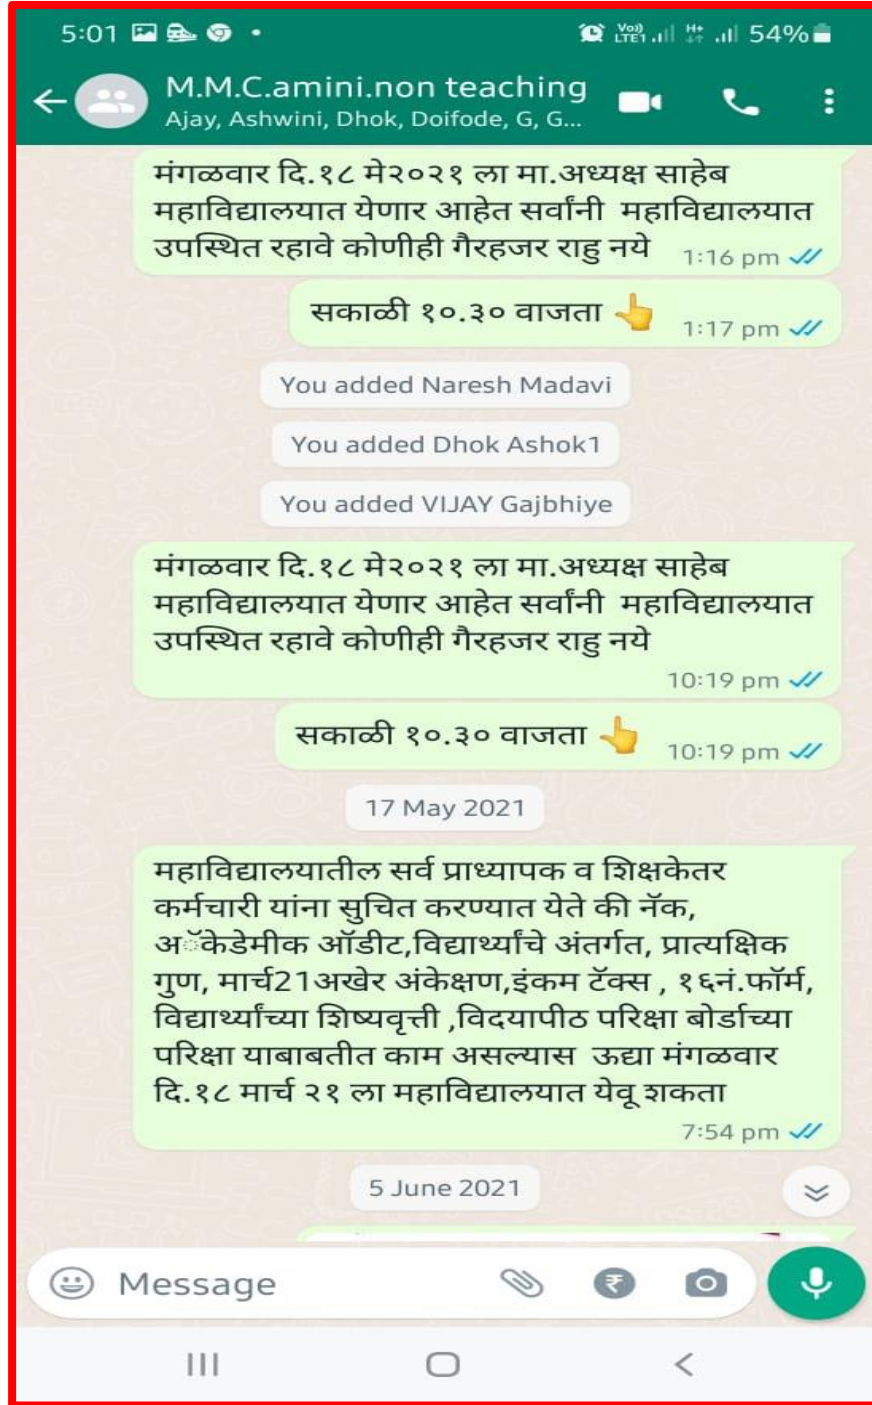 5:01
Vo)) LTE1 H+ 54%
M.M.C.amini.non teaching
Ajay, Ashwini, Dhok, Doifode, G, G...
मंगळवार दि.१८ मे२०२१ ला मा.अध्यक्ष साहेब
महाविद्यालयात येणार आहेत सर्वांनी महाविद्यालयात
उपस्थित रहावे कोणीही गैरहजर राहु नये
1:16 pm
सकाळी १०.३० वाजता 👆
1:17 pm
You added Naresh Madavi
You added Dhok Ashok1
You added VIJAY Gajbhiye
मंगळवार दि.१८ मे२०२१ ला मा.अध्यक्ष साहेब
महाविद्यालयात येणार आहेत सर्वांनी महाविद्यालयात
उपस्थित रहावे कोणीही गैरहजर राहु नये
10:19 pm
सकाळी १०.३० वाजता 👆
10:19 pm
17 May 2021
महाविद्यालयातील सर्व प्राध्यापक व शिक्षकेतर
कर्मचारी यांना सुचित करण्यात येते की नॅक,
अॅकेडेमीक ऑडीट,विद्यार्थ्यांचे अंतर्गत, प्रात्यक्षिक
गुण, मार्च21अखेर अंकेक्षण,इंकम टॅक्स , १६नं.फॉर्म,
विद्यार्थ्यांच्या शिष्यवृत्ती ,विदयापीठ परिक्षा बोर्डाच्या
परिक्षा याबाबतीत काम असल्यास ऊद्या मंगळवार
दि.१८ मार्च २१ ला महाविद्यालयात येवू शकता
7:54 pm
5 June 2021
Message